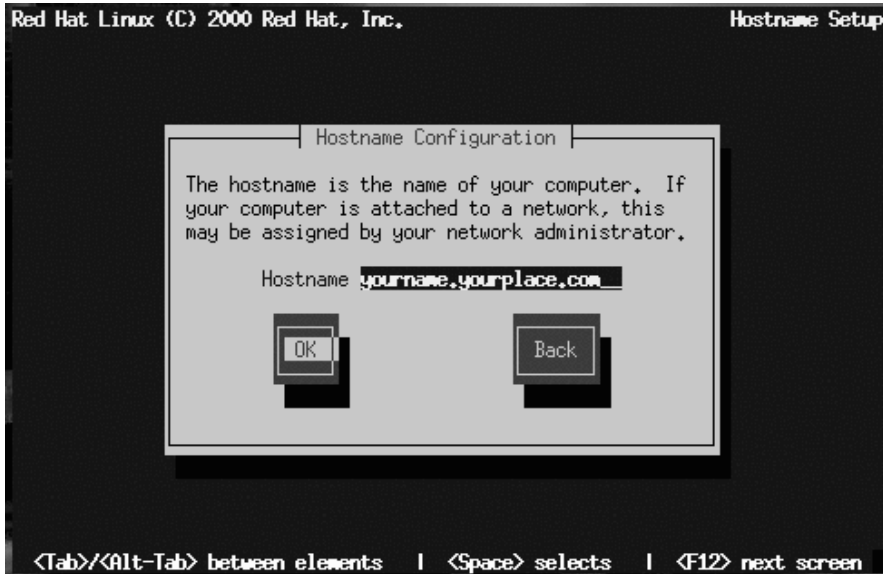 Red Hat Linux (C) 2000 Red Hat, Inc. Hostname Setup
Hostname Configuration
The hostname is the name of your computer. If
your computer is attached to a network, this
may be assigned by your network administrator.
Hostname yourname.yourplace.com__
OK Back
<Tab>/<Alt-Tab> between elements | <Space> selects | <F12> next screen